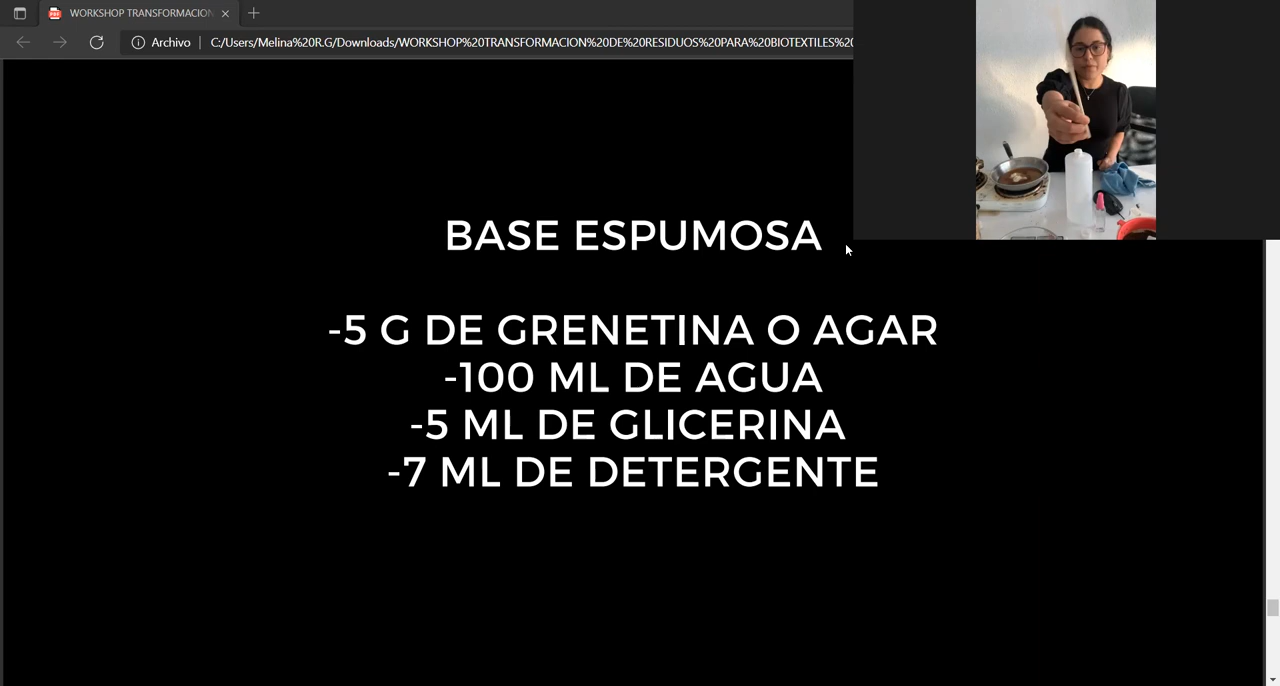 WORKSHOP TRANSFORMACION
Archivo
C:/Users/Melina%20R.G/Downloads/WORKSHOP%20TRANSFORMACION%20DE%20RESIDUOS%20PARA%20BIOTEXTILES%20
BASE ESPUMOSA
-5 G DE GRENETINA O AGAR
-100 ML DE AGUA
-5 ML DE GLICERINA
-7 ML DE DETERGENTE